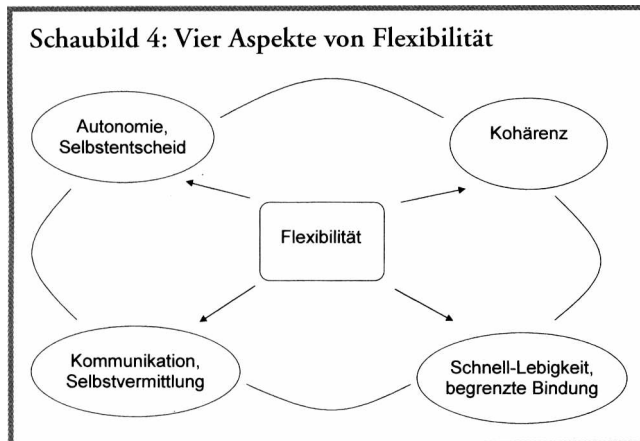 Schaubild 4: Vier Aspekte von Flexibilität
Autonomie,
Selbstentscheid
Kohärenz
Flexibilität
Kommunikation,
Selbstvermittlung
Schnell-Lebigkeit,
begrenzte Bindung